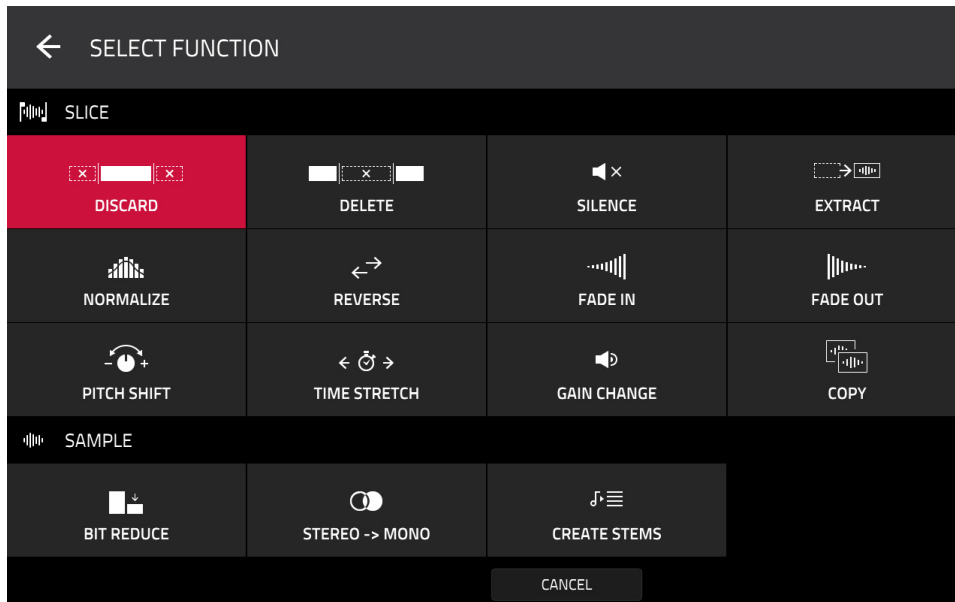 SELECT FUNCTION
SLICE
DISCARD
DELETE
SILENCE
EXTRACT
NORMALIZE
REVERSE
FADE IN
FADE OUT
PITCH SHIFT
TIME STRETCH
GAIN CHANGE
COPY
SAMPLE
BIT REDUCE
STEREO -> MONO
CREATE STEMS
CANCEL